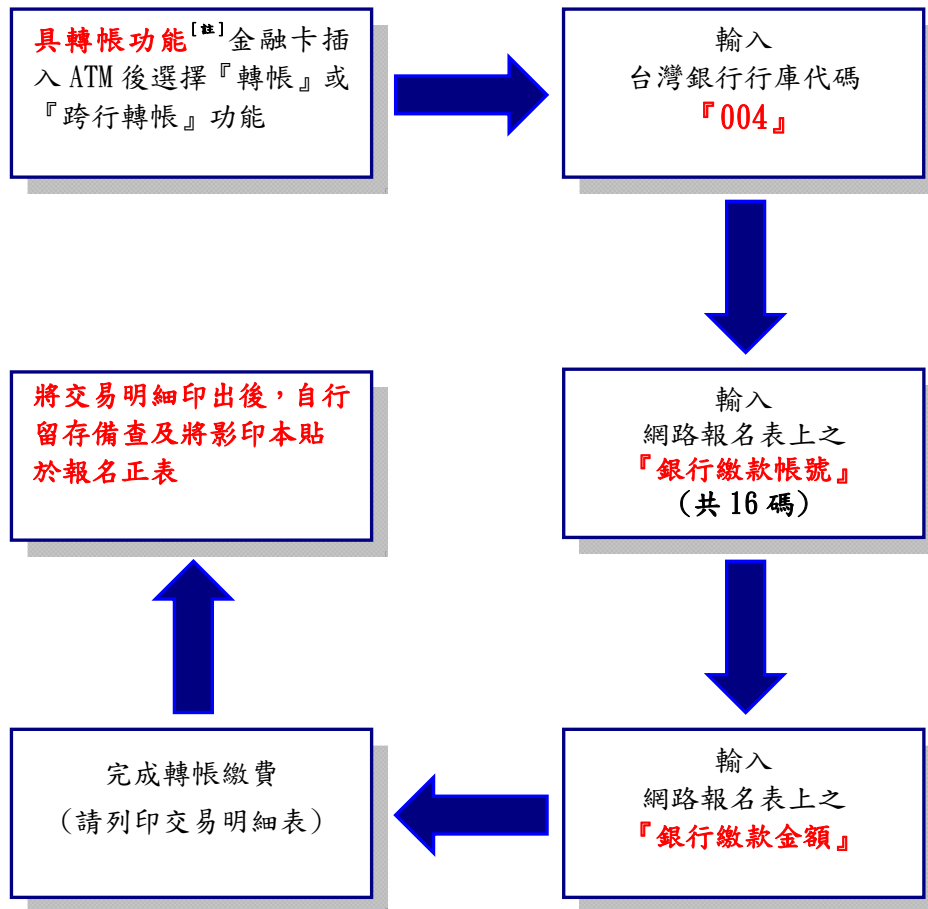 具轉帳功能[註]金融卡插
入 ATM 後選擇『轉帳』或
『跨行轉帳』功能
輸入
台灣銀行行庫代碼
『004』
輸入
網路報名表上之
『銀行繳款帳號』
(共 16 碼)
輸入
網路報名表上之
『銀行繳款金額』
完成轉帳繳費
(請列印交易明細表)
將交易明細印出後，自行
留存備查及將影印本貼
於報名正表